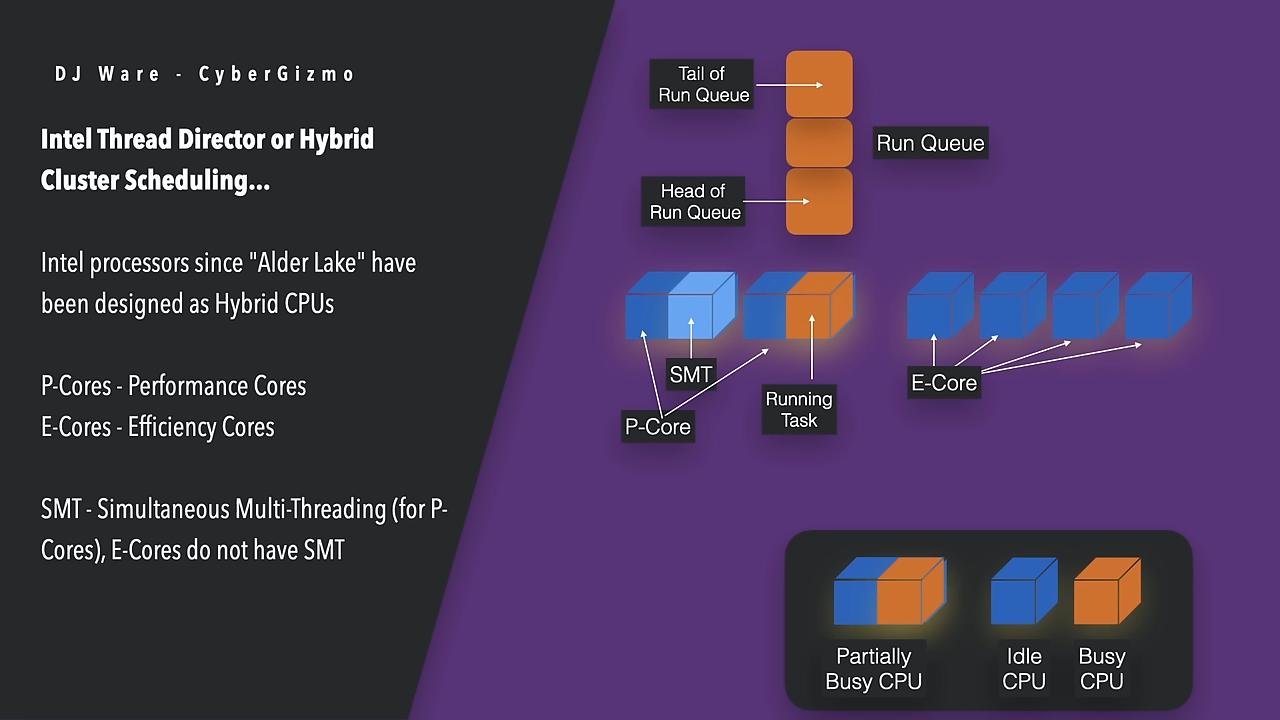 DJ Ware - CyberGizmo
Intel Thread Director or Hybrid
Cluster Scheduling...
Intel processors since "Alder Lake" have
been designed as Hybrid CPUs
P-Cores - Performance Cores
E-Cores - Efficiency Cores
SMT - Simultaneous Multi-Threading (for P-
Cores), E-Cores do not have SMT
Tail of
Run Queue
Run Queue
Head of
Run Queue
SMT
P-Core
Running
Task
E-Core
Partially
Busy CPU
Idle
CPU
Busy
CPU